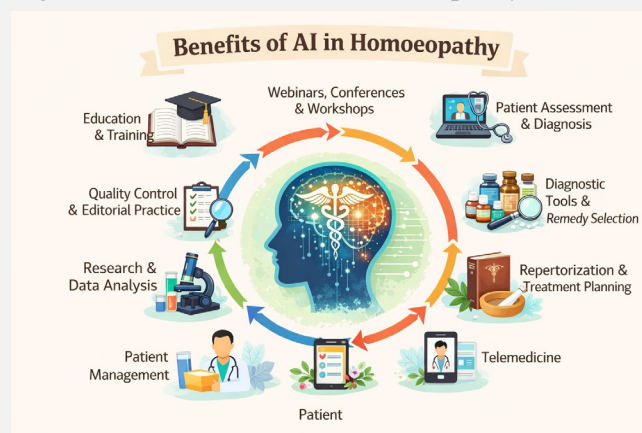 Benefits of AI in Homoeopathy
Webinars, Conferences
& Workshops
Education
& Training
Patient Assessment
& Diagnosis
Quality Control
& Editorial Practice
Diagnostic
Tools &
Remedy Selection
Research &
Data Analysis
Repertorization &
Treatment Planning
Patient
Management
Telemedicine
Patient